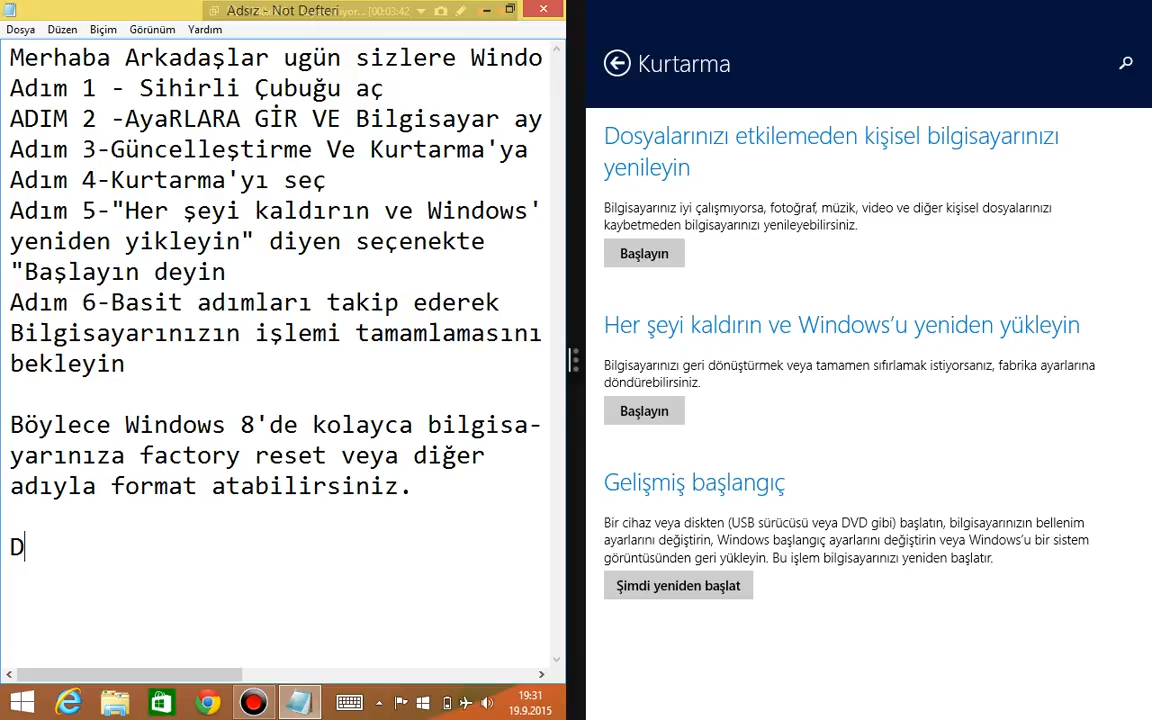 Adsız - Not Defteri
[00:03:42]
Dosya Düzen Biçim Görünüm Yardım
Merhaba Arkadaşlar ugün sizlere Windo
Adım 1 - Sihirli Çubuğu aç
ADIM 2 -AyaRLARA GİR VE Bilgisayar ay
Adım 3-Güncelleştirme Ve Kurtarma'ya
Adım 4-Kurtarma'yı seç
Adım 5-"Her şeyi kaldırın ve Windows'
yeniden yikleyin" diyen seçenekte
"Başlayın deyin
Adım 6-Basit adımları takip ederek
Bilgisayarınızın işlemi tamamlamasını
bekleyin
Böylece Windows 8'de kolayca bilgisa-
yarınıza factory reset veya diğer
adıyla format atabilirsiniz.
D
19:31
19.9.2015
Kurtarma
Dosyalarınızı etkilemeden kişisel bilgisayarınızı
yenileyin
Bilgisayarınız iyi çalışmıyorsa, fotoğraf, müzik, video ve diğer kişisel dosyalarınızı
kaybetmeden bilgisayarınızı yenileyebilirsiniz.
Başlayın
Her şeyi kaldırın ve Windows'u yeniden yükleyin
Bilgisayarınızı geri dönüştürmek veya tamamen sıfırlamak istiyorsanız, fabrika ayarlarına
döndürebilirsiniz.
Başlayın
Gelişmiş başlangıç
Bir cihaz veya diskten (USB sürücüsü veya DVD gibi) başlatın, bilgisayarınızın bellenim
ayarlarını değiştirin, Windows başlangıç ayarlarını değiştirin veya Windows'u bir sistem
görüntüsünden geri yükleyin. Bu işlem bilgisayarınızı yeniden başlatır.
Şimdi yeniden başlat